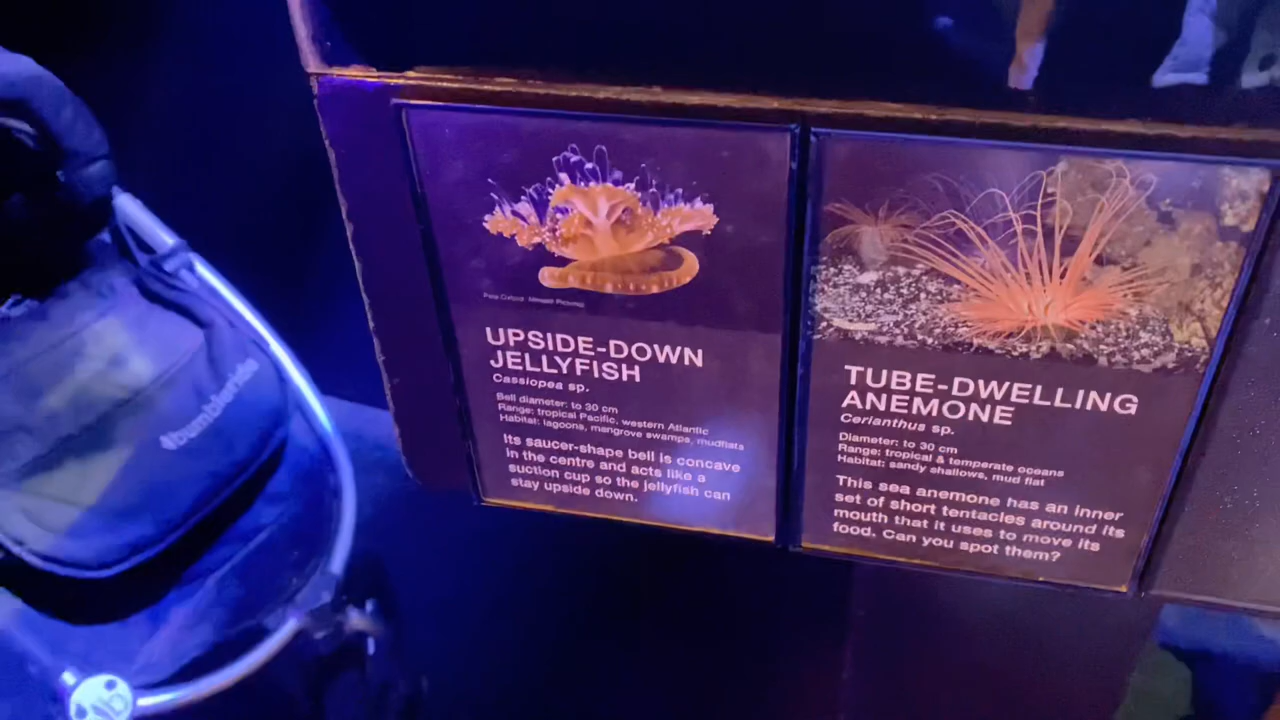 bumbleride
UPSIDE-DOWN
JELLYFISH
Cassiopea sp.
Bell diameter: to 30 cm
Range: tropical Pacific, western Atlantic
Habitat: lagoons, mangrove swamps, mudflats
Its saucer-shape bell is concave
in the centre and acts like a
suction cup so the jellyfish can
stay upside down.
TUBE-DWELLING
ANEMONE
Cerianthus sp.
Diameter: to 30 cm
Range: tropical & temperate oceans
Habitat: sandy shallows, mud flat
This sea anemone has an inner
set of short tentacles around its
mouth that it uses to move its
food. Can you spot them?